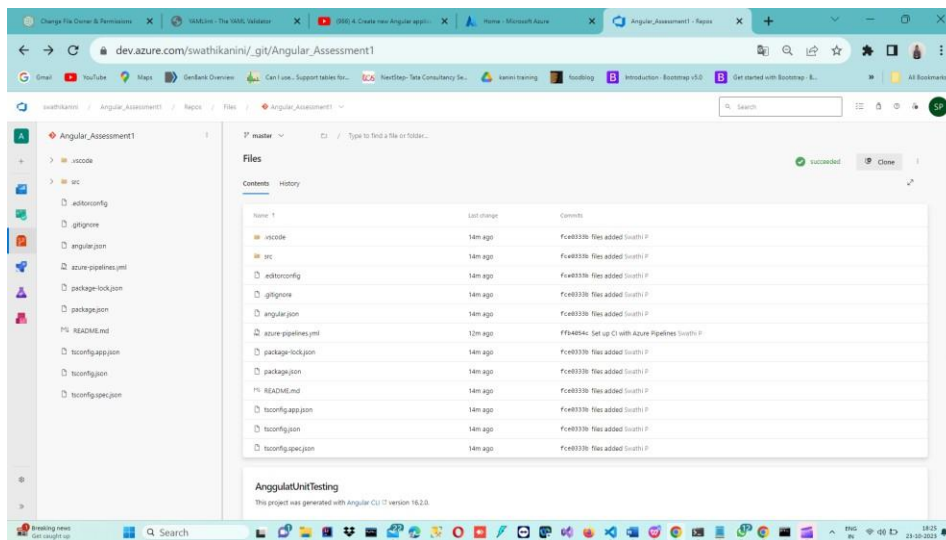 Change File Owner & Permissions
YAMLlint - The YAML Validator
(866) 4. Create new Angular applic
Home - Microsoft Azure
Angular_Assessment1 - Repos
dev.azure.com/swathikanini/_git/Angular_Assessment1
Gmail
YouTube
Maps
GenBank Overview
Can I use... Support tables for...
NextStep- Tata Consultancy Se...
kanini training
foodblog
Introduction · Bootstrap v5.0
Get started with Bootstrap · B...
All Bookmarks
swathikanini / Angular_Assessment1 / Repos / Files / Angular_Assessment1
Search
SP
A
Angular_Assessment1
.vscode
src
.editorconfig
.gitignore
angular.json
azure-pipelines.yml
package-lock.json
package.json
README.md
tsconfig.app.json
tsconfig.json
tsconfig.spec.json
master / Type to find a file or folder...
Files
succeeded
Clone
Contents History
Name ↑ Last change Commits
.vscode 14m ago fce0333b files added Swathi P
src 14m ago fce0333b files added Swathi P
.editorconfig 14m ago fce0333b files added Swathi P
.gitignore 14m ago fce0333b files added Swathi P
angular.json 14m ago fce0333b files added Swathi P
azure-pipelines.yml 12m ago ffb4094c Set up CI with Azure Pipelines Swathi P
package-lock.json 14m ago fce0333b files added Swathi P
package.json 14m ago fce0333b files added Swathi P
README.md 14m ago fce0333b files added Swathi P
tsconfig.app.json 14m ago fce0333b files added Swathi P
tsconfig.json 14m ago fce0333b files added Swathi P
tsconfig.spec.json 14m ago fce0333b files added Swathi P
AnggulatUnitTesting
This project was generated with Angular CLI version 16.2.0.
Breaking news
Get caught up
Search
ENG
IN
18:25
23-10-2023